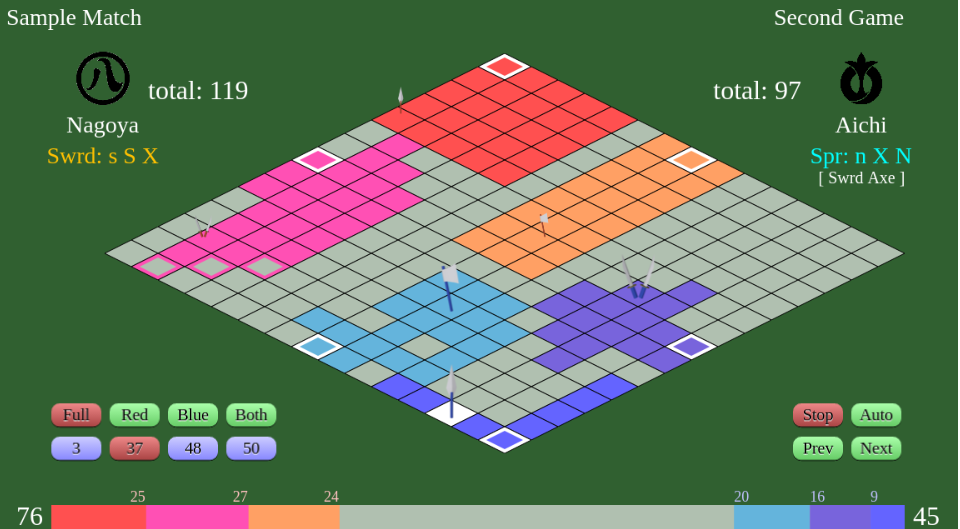 Sample Match
Second Game
total: 119
total: 97
Nagoya
Aichi
Swrd: s S X
Spr: n X N
[ Swrd Axe ]
Full Red Blue Both
Stop Auto
3 37 48 50
Prev Next
25 27 24 20 16 9
76 45